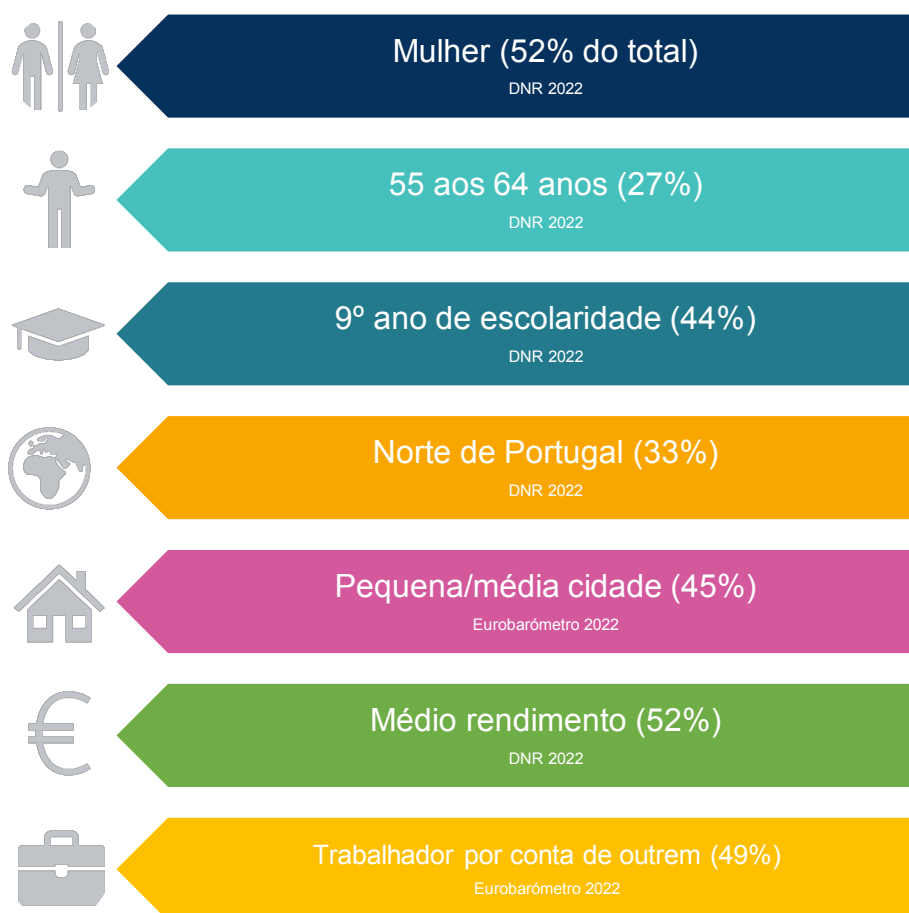 Mulher (52% do total)
DNR 2022
55 aos 64 anos (27%)
DNR 2022
9º ano de escolaridade (44%)
DNR 2022
Norte de Portugal (33%)
DNR 2022
Pequena/média cidade (45%)
Eurobarómetro 2022
Médio rendimento (52%)
DNR 2022
Trabalhador por conta de outrem (49%)
Eurobarómetro 2022